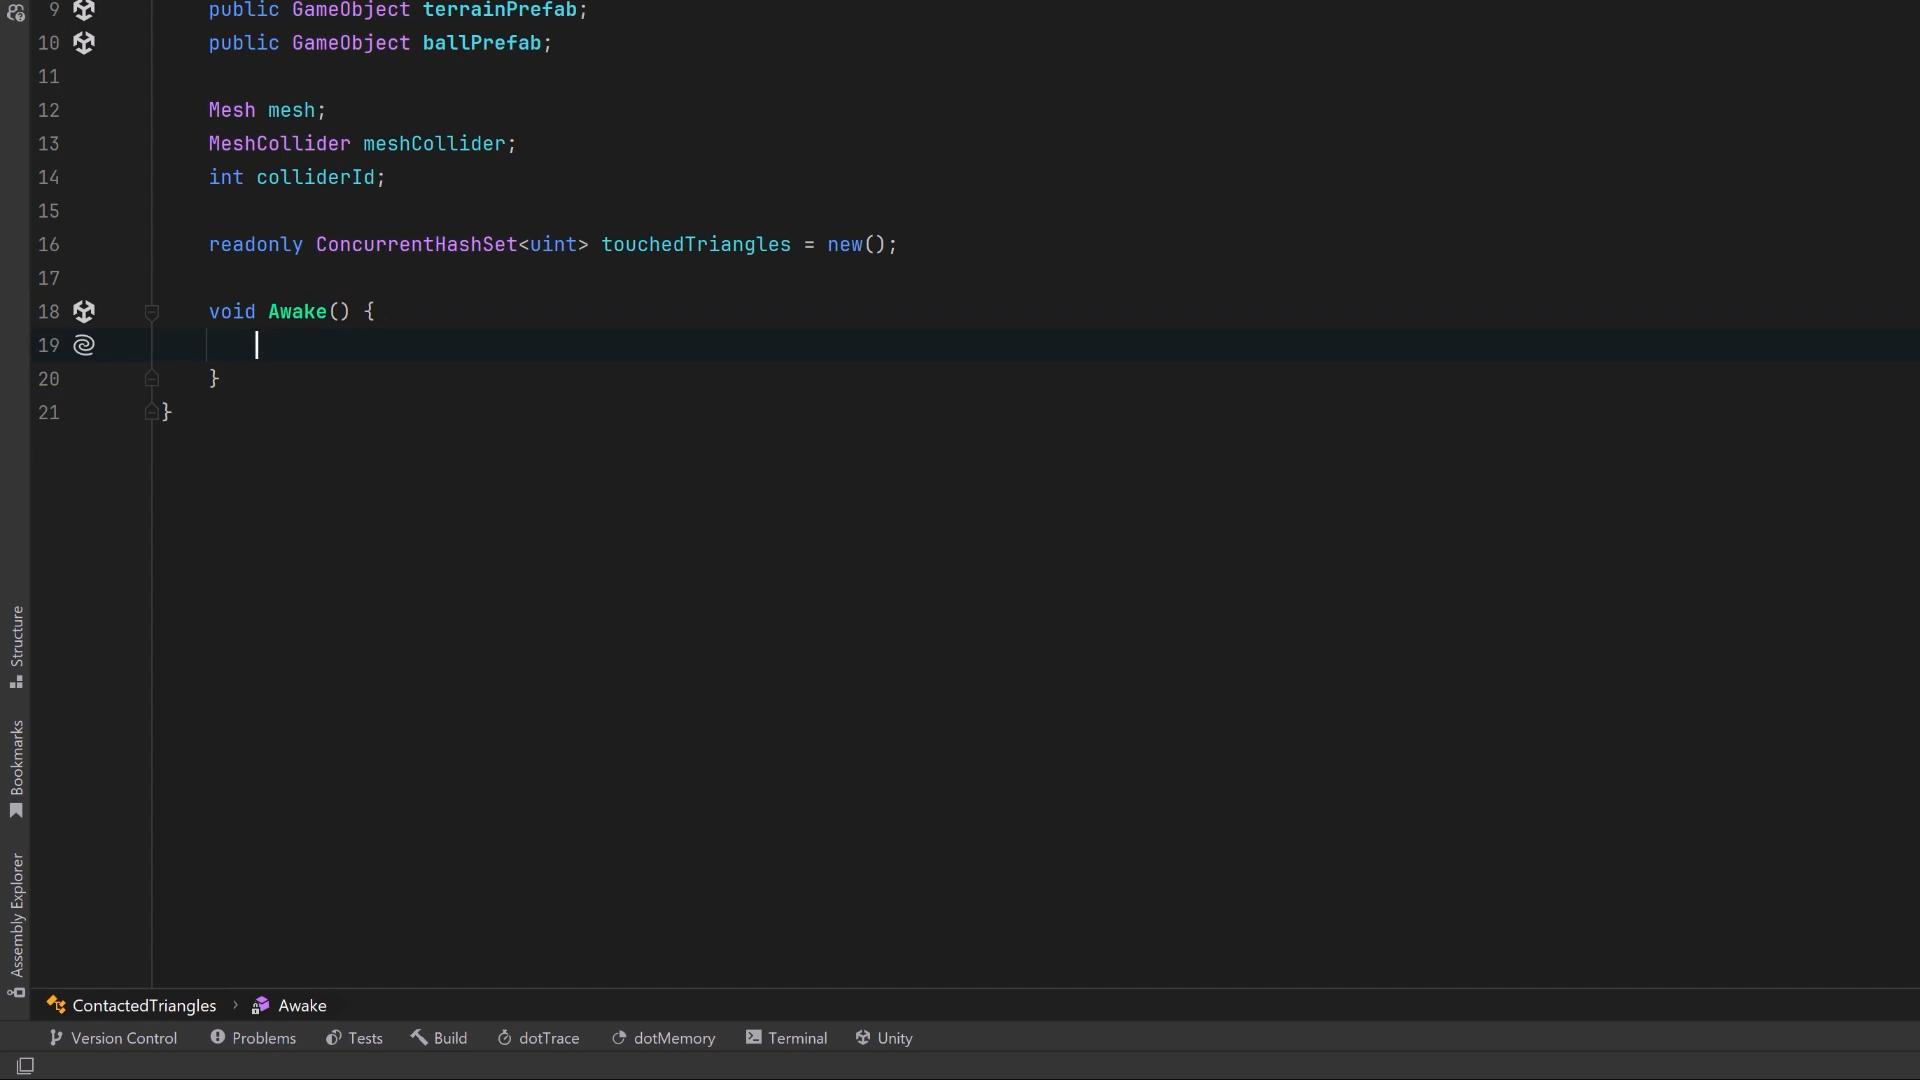 9 public GameObject terrainPrefab;
10 public GameObject ballPrefab;
11
12 Mesh mesh;
13 MeshCollider meshCollider;
14 int colliderId;
15
16 readonly ConcurrentHashSet<uint> touchedTriangles = new();
17
18 void Awake() {
19
20 }
21 }
Structure
Bookmarks
Assembly Explorer
ContactedTriangles › Awake
Version Control Problems Tests Build dotTrace dotMemory Terminal Unity